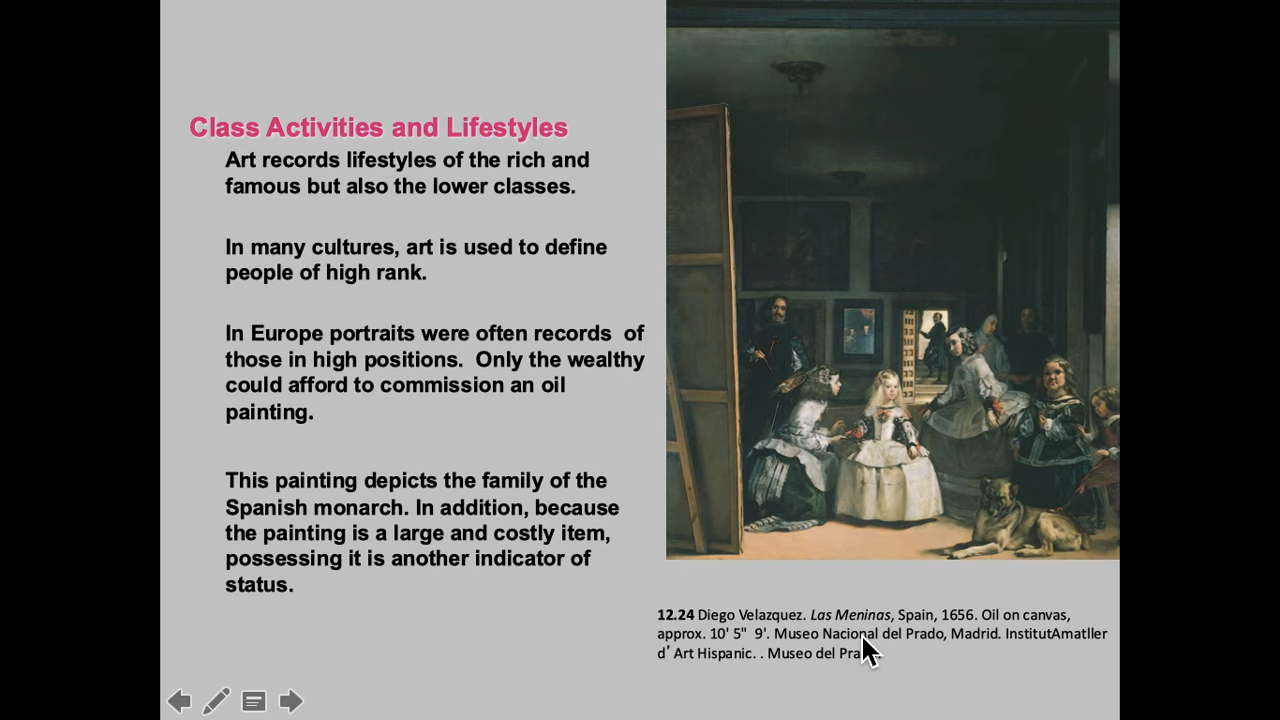 Class Activities and Lifestyles
Art records lifestyles of the rich and
famous but also the lower classes.
In many cultures, art is used to define
people of high rank.
In Europe portraits were often records  of
those in high positions.  Only the wealthy
could afford to commission an oil
painting.
This painting depicts the family of the
Spanish monarch. In addition, because
the painting is a large and costly item,
possessing it is another indicator of
status.
12.24 Diego Velazquez. Las Meninas, Spain, 1656. Oil on canvas,
approx. 10' 5"  9'. Museo Nacional del Prado, Madrid. InstitutAmatller
d’ Art Hispanic. . Museo del